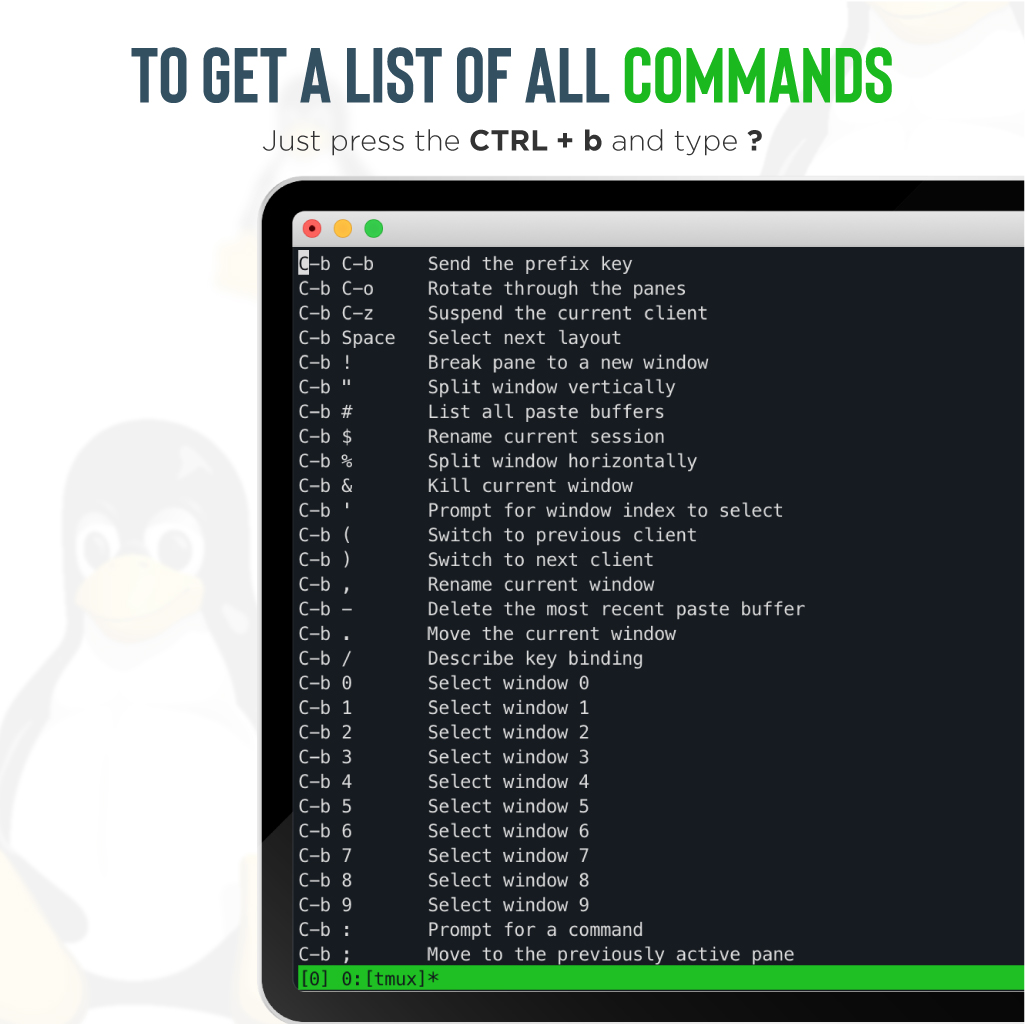 TO GET A LIST OF ALL COMMANDS
Just press the CTRL + b and type ?
C-b C-b Send the prefix key
C-b C-o Rotate through the panes
C-b C-z Suspend the current client
C-b Space Select next layout
C-b ! Break pane to a new window
C-b " Split window vertically
C-b # List all paste buffers
C-b $ Rename current session
C-b % Split window horizontally
C-b & Kill current window
C-b ' Prompt for window index to select
C-b ( Switch to previous client
C-b ) Switch to next client
C-b , Rename current window
C-b - Delete the most recent paste buffer
C-b . Move the current window
C-b / Describe key binding
C-b 0 Select window 0
C-b 1 Select window 1
C-b 2 Select window 2
C-b 3 Select window 3
C-b 4 Select window 4
C-b 5 Select window 5
C-b 6 Select window 6
C-b 7 Select window 7
C-b 8 Select window 8
C-b 9 Select window 9
C-b : Prompt for a command
C-b ; Move to the previously active pane
[0] 0:[tmux]*